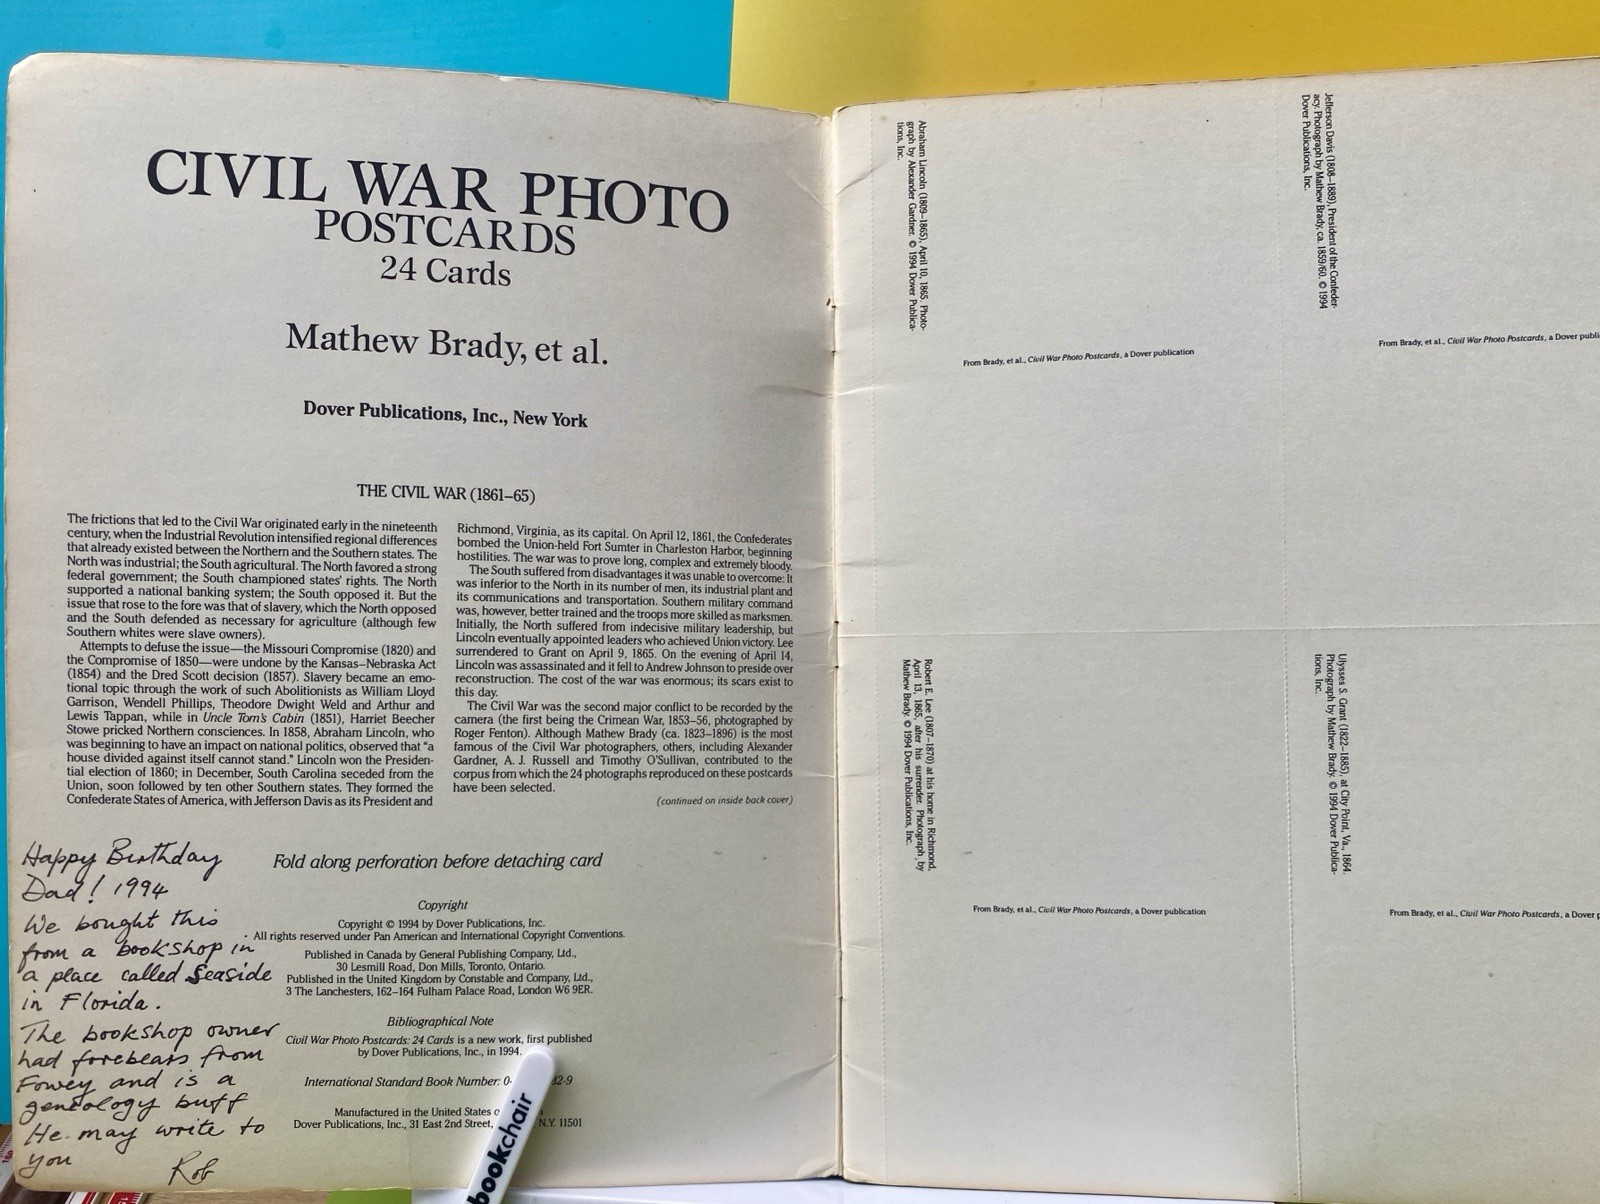 CIVIL WAR PHOTO
POSTCARDS
24 Cards
Mathew Brady, et al.
Dover Publications, Inc., New York
THE CIVIL WAR (1861–65)
The frictions that led to the Civil War originated early in the nineteenth
century, when the Industrial Revolution intensified regional differences
that already existed between the Northern and the Southern states. The
North was industrial; the South agricultural. The North favored a strong
federal government; the South championed states' rights. The North
supported a national banking system; the South opposed it. But the
issue that rose to the fore was that of slavery, which the North opposed
and the South defended as necessary for agriculture (although few
Southern whites were slave owners).
Attempts to defuse the issue—the Missouri Compromise (1820) and
the Compromise of 1850—were undone by the Kansas–Nebraska Act
(1854) and the Dred Scott decision (1857). Slavery became an emo-
tional topic through the work of such Abolitionists as William Lloyd
Garrison, Wendell Phillips, Theodore Dwight Weld and Arthur and
Lewis Tappan, while in Uncle Tom's Cabin (1851), Harriet Beecher
Stowe pricked Northern consciences. In 1858, Abraham Lincoln, who
was beginning to have an impact on national politics, observed that "a
house divided against itself cannot stand." Lincoln won the Presiden-
tial election of 1860; in December, South Carolina seceded from the
Union, soon followed by ten other Southern states. They formed the
Confederate States of America, with Jefferson Davis as its President and
Richmond, Virginia, as its capital. On April 12, 1861, the Confederates
bombed the Union-held Fort Sumter in Charleston Harbor, beginning
hostilities. The war was to prove long, complex and extremely bloody.
The South suffered from disadvantages it was unable to overcome: It
was inferior to the North in its number of men, its industrial plant and
its communications and transportation. Southern military command
was, however, better trained and the troops more skilled as marksmen.
Initially, the North suffered from indecisive military leadership, but
Lincoln eventually appointed leaders who achieved Union victory. Lee
surrendered to Grant on April 9, 1865. On the evening of April 14,
Lincoln was assassinated and it fell to Andrew Johnson to preside over
reconstruction. The cost of the war was enormous; its scars exist to
this day.
The Civil War was the second major conflict to be recorded by the
camera (the first being the Crimean War, 1853–56, photographed by
Roger Fenton). Although Mathew Brady (ca. 1823–1896) is the most
famous of the Civil War photographers, others, including Alexander
Gardner, A. J. Russell and Timothy O'Sullivan, contributed to the
corpus from which the 24 photographs reproduced on these postcards
have been selected.
(continued on inside back cover)
Happy Birthday
Dad! 1994
We bought this
from a bookshop in
a place called Seaside
in Florida.
The bookshop owner
had forebears from
Fowey and is a
genealogy buff
He may write to
you Rob
Fold along perforation before detaching card
Copyright
Copyright © 1994 by Dover Publications, Inc.
All rights reserved under Pan American and International Copyright Conventions.
Published in Canada by General Publishing Company, Ltd.,
30 Lesmill Road, Don Mills, Toronto, Ontario.
Published in the United Kingdom by Constable and Company, Ltd.,
3 The Lanchesters, 162–164 Fulham Palace Road, London W6 9ER.
Bibliographical Note
Civil War Photo Postcards: 24 Cards is a new work, first published
by Dover Publications, Inc., in 1994.
International Standard Book Number: 0- 2-9
Manufactured in the United States
Dover Publications, Inc., 31 East 2nd Street, N.Y. 11501
bookchair
Abraham Lincoln (1809–1865), April 10, 1865. Photo-
graph by Alexander Gardner. © 1994 Dover Publica-
tions, Inc.
From Brady, et al., Civil War Photo Postcards, a Dover publication
Jefferson Davis (1808–1889), President of the Confeder-
acy. Photograph by Mathew Brady, ca. 1859/60. © 1994
Dover Publications, Inc.
From Brady, et al., Civil War Photo Postcards, a Dover publi
Robert E. Lee (1807–1870) at his home in Richmond,
April 13, 1865, after his surrender. Photograph by
Mathew Brady. © 1994 Dover Publications, Inc.
From Brady, et al., Civil War Photo Postcards, a Dover publication
Ulysses S. Grant (1822–1885), at City Point, Va., 1864.
Photograph by Mathew Brady. © 1994 Dover Publica-
tions, Inc.
From Brady, et al., Civil War Photo Postcards, a Dover p